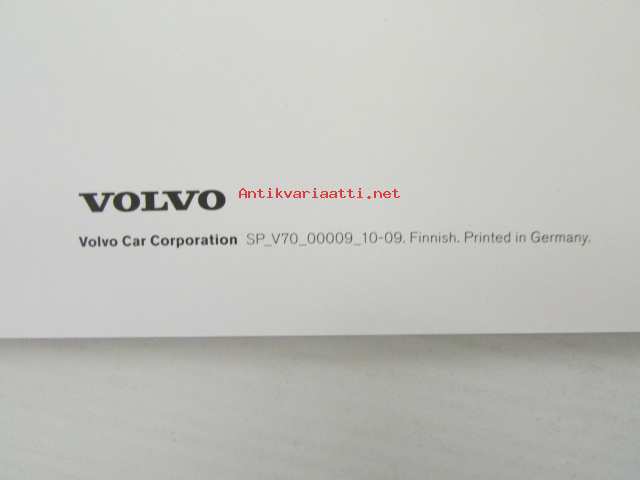 VOLVO
Antikvariaatti.net
Volvo Car Corporation SP_V70_00009_10-09. Finnish. Printed in Germany.